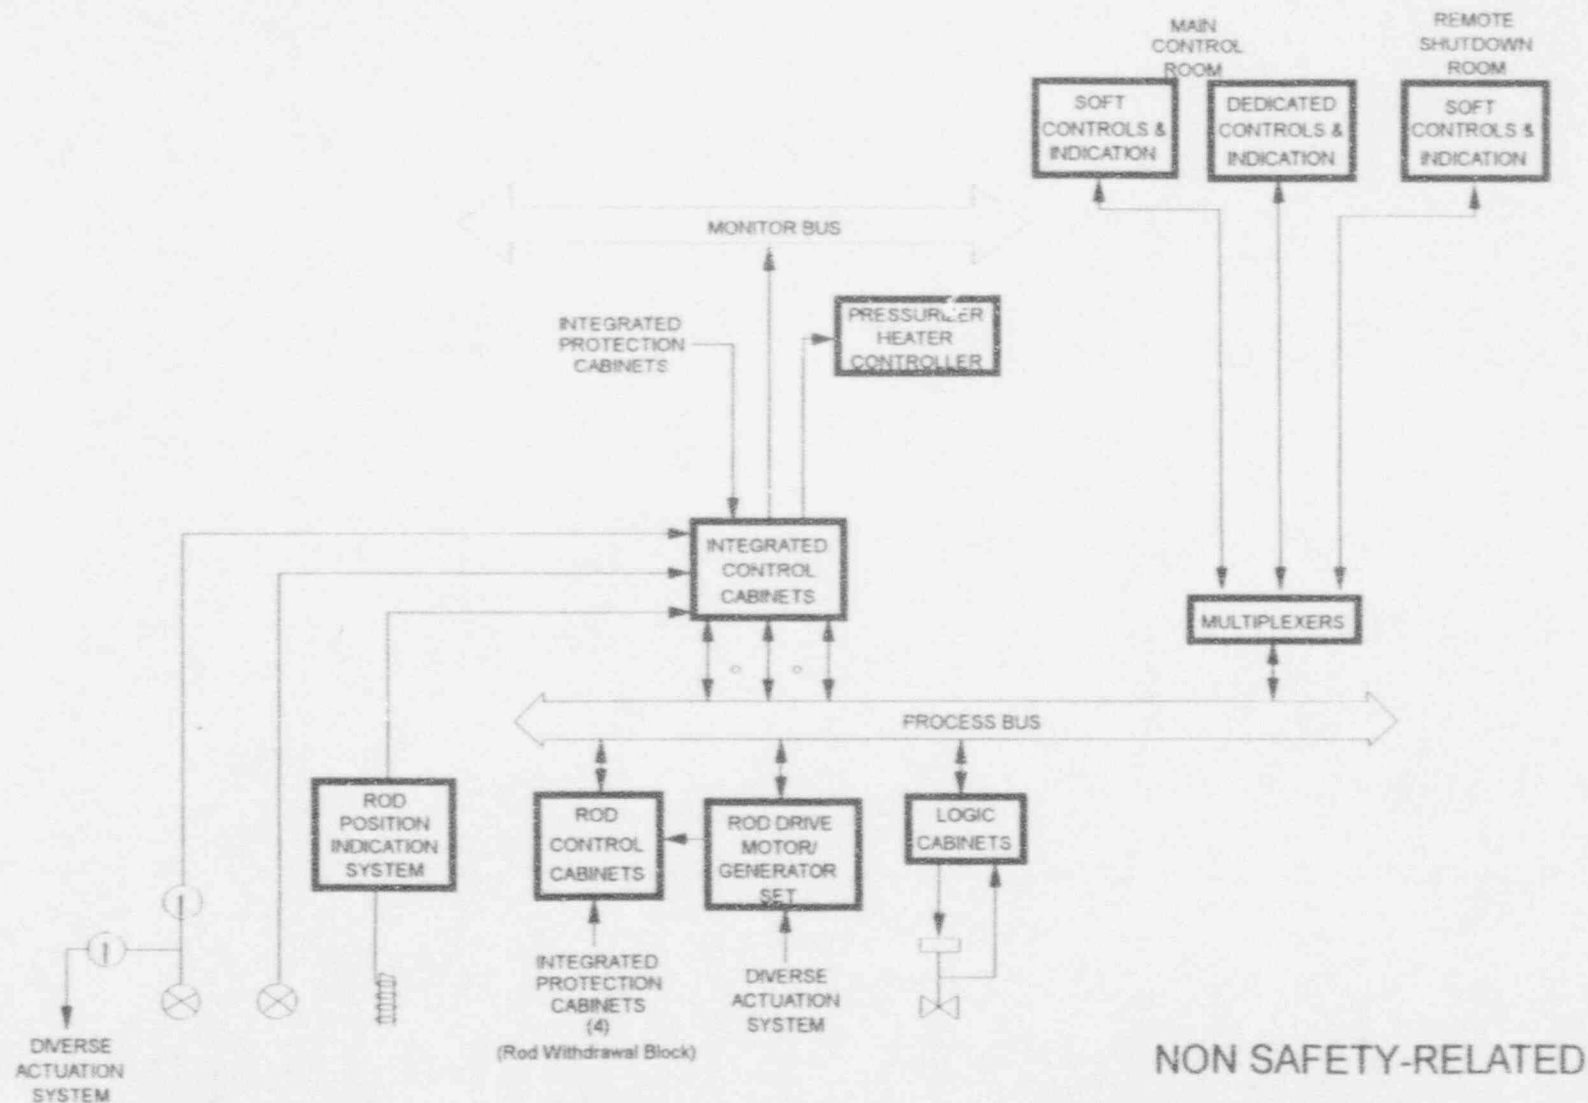 MAIN
CONTROL
ROOM
REMOTE
SHUTDOWN
ROOM
SOFT
CONTROLS &
INDICATION
DEDICATED
CONTROLS &
INDICATION
SOFT
CONTROLS &
INDICATION
MONITOR BUS
INTEGRATED
PROTECTION
CABINETS
PRESSURIZER
HEATER
CONTROLLER
INTEGRATED
CONTROL
CABINETS
MULTIPLEXERS
PROCESS BUS
ROD
POSITION
INDICATION
SYSTEM
ROD
CONTROL
CABINETS
ROD DRIVE
MOTOR/
GENERATOR
SET
LOGIC
CABINETS
INTEGRATED
PROTECTION
CABINETS
(4)
(Rod Withdrawal Block)
DIVERSE
ACTUATION
SYSTEM
DIVERSE
ACTUATION
SYSTEM
NON SAFETY-RELATED